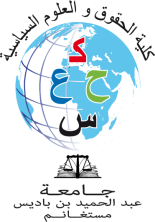 كلية الحقوق و العلوم السياسية
ك
ح
ع
س
جامعة
عبد الحميد بن باديس
مستغانم